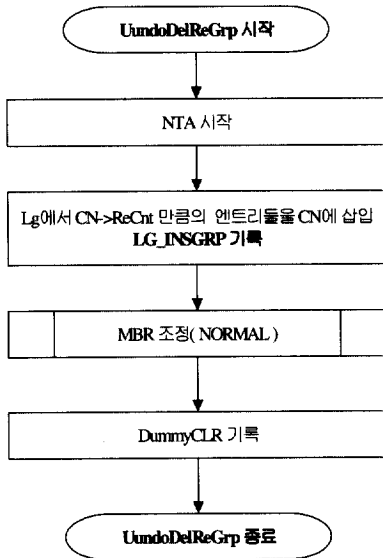 UundoDelReGrp 시작
NTA 시작
Lg에서 CN->ReCnt 만큼의 엔트리들을 CN에 삽입
LG_INSGRP 기록
MBR 조정( NORMAL )
DummyCLR 기록
UundoDelReGrp 종료